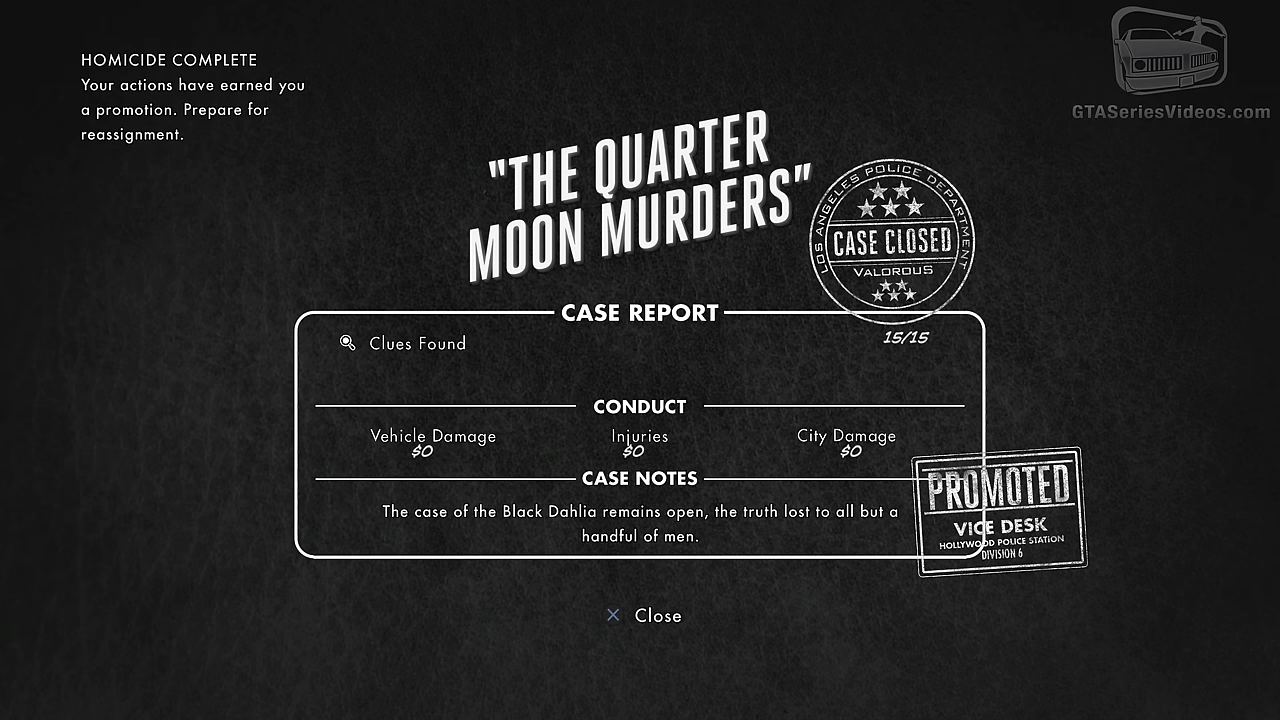 HOMICIDE COMPLETE
Your actions have earned you
a promotion. Prepare for
reassignment.
GTASeriesVideos.com
"THE QUARTER
MOON MURDERS"
LOS ANGELES POLICE DEPARTMENT
CASE CLOSED
VALOROUS
CASE REPORT
Clues Found
15/15
CONDUCT
Vehicle Damage
Injuries
City Damage
$0
$0
$0
CASE NOTES
The case of the Black Dahlia remains open, the truth lost to all but a
handful of men.
PROMOTED
VICE DESK
HOLLYWOOD POLICE STATION
DIVISION 6
Close